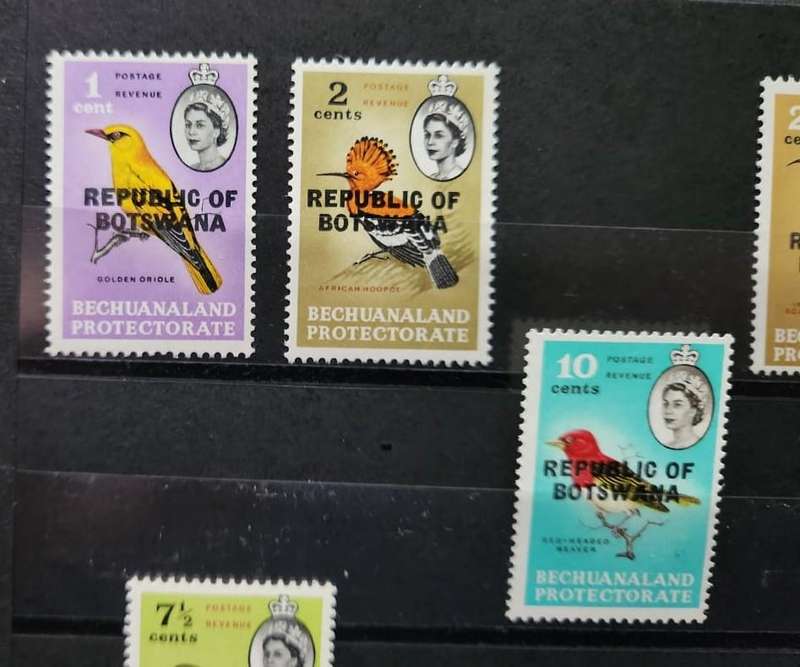 1
cent
POSTAGE
REVENUE
REPUBLIC OF
BOTSWANA
GOLDEN ORIOLE
BECHUANALAND
PROTECTORATE
2
cents
POSTAGE
REVENUE
REPUBLIC OF
BOTSWANA
AFRICAN HOOPOE
BECHUANALAND
PROTECTORATE
10
cents
POSTAGE
REVENUE
REPUBLIC OF
BOTSWANA
RED-HEADED
WEAVER
BECHUANALAND
PROTECTORATE
7½
cents
POSTAGE
REVENUE